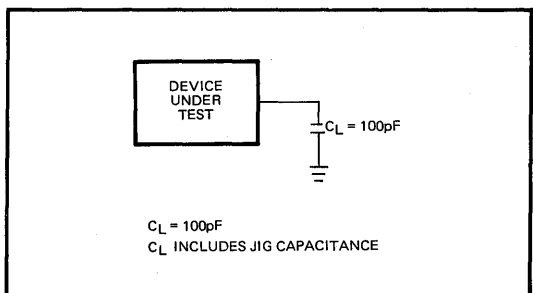 DEVICE
UNDER
TEST
CL = 100pF
CL = 100pF
CL INCLUDES JIG CAPACITANCE